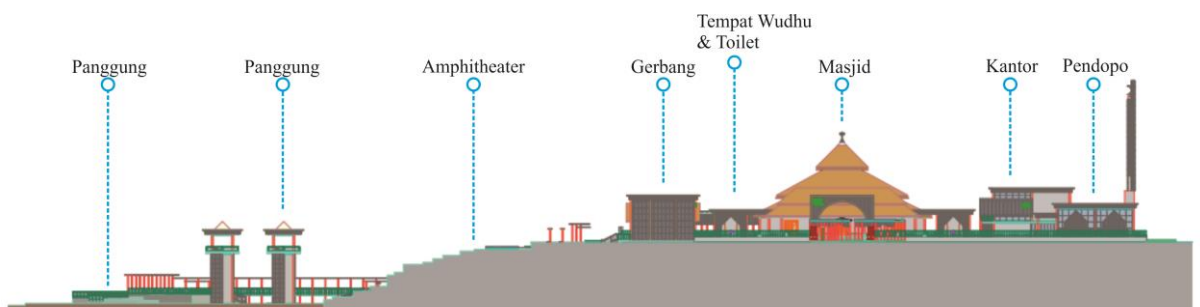 Panggung
Panggung
Amphitheater
Gerbang
Tempat Wudhu
& Toilet
Masjid
Kantor
Pendopo